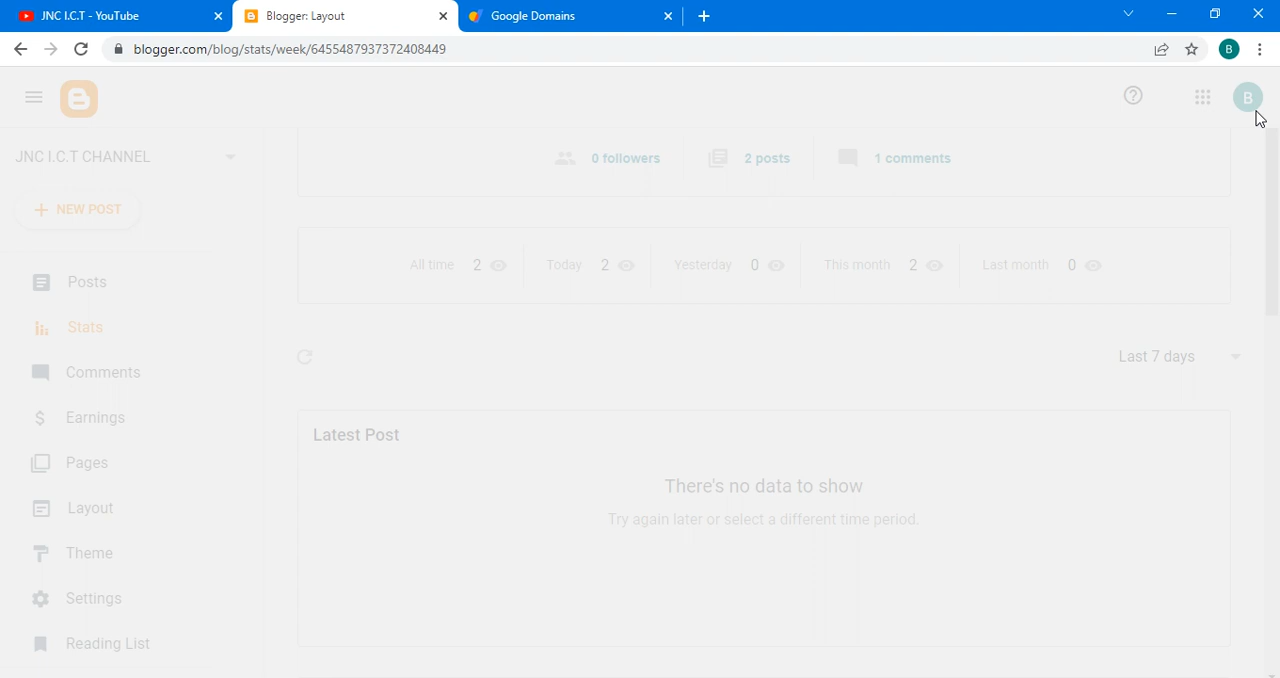 JNC I.C.T - YouTube
Blogger: Layout
Google Domains
blogger.com/blog/stats/week/6455487937372408449
B
B
JNC I.C.T CHANNEL
0 followers
2 posts
1 comments
NEW POST
All time 2
Today 2
Yesterday 0
This month 2
Last month 0
Posts
Stats
Comments
Earnings
Pages
Layout
Theme
Settings
Reading List
Last 7 days
Latest Post
There's no data to show
Try again later or select a different time period.